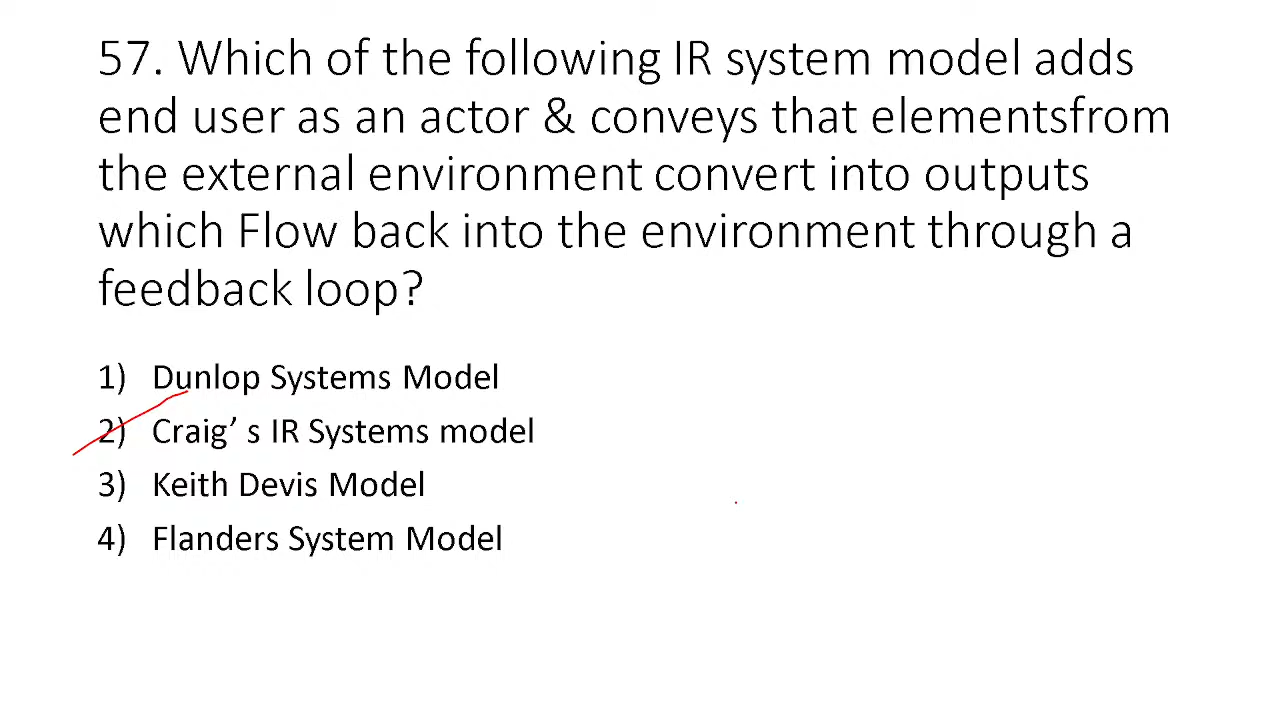 57. Which of the following IR system model adds
end user as an actor & conveys that elementsfrom
the external environment convert into outputs
which Flow back into the environment through a
feedback loop?
1) Dunlop Systems Model
2) Craig’ s IR Systems model
3) Keith Devis Model
4) Flanders System Model